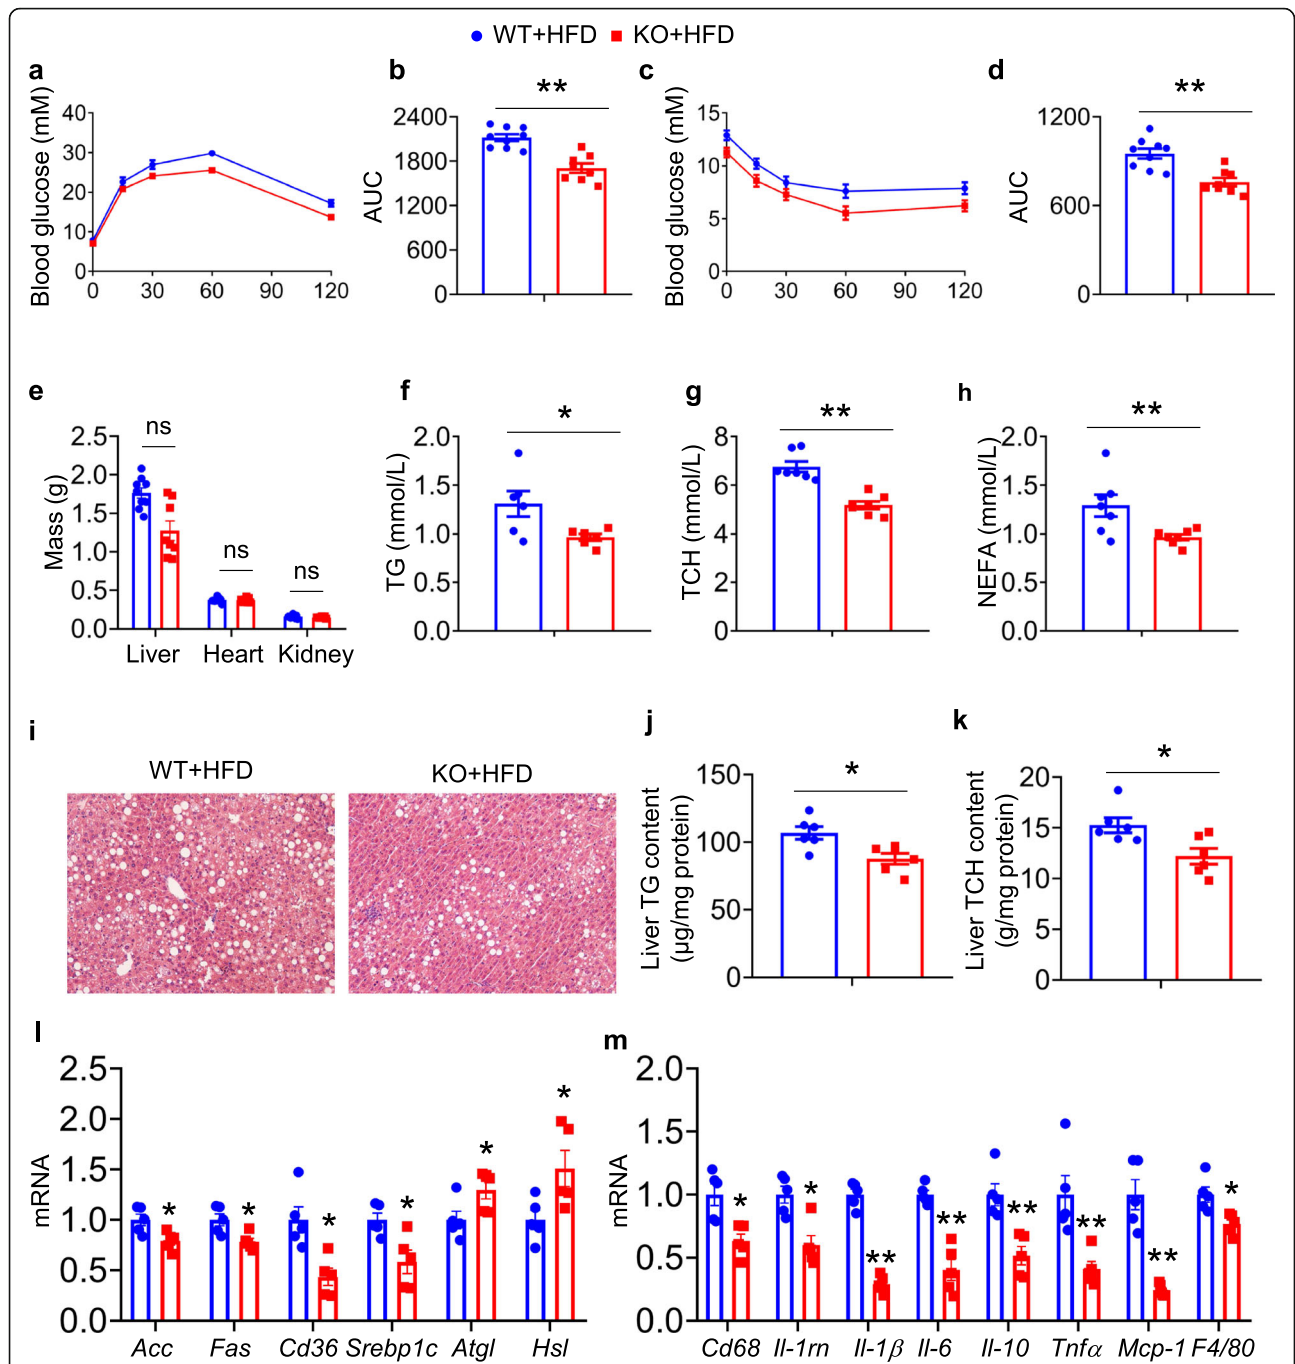 WT+HFD KO+HFD
a
Blood glucose (mM)
40
30
20
10
0
0 30 60 90 120
b
**
AUC
2400
1800
1200
600
0
c
Blood glucose (mM)
15
10
5
0
0 30 60 90 120
d
**
AUC
1200
600
0
e
Mass (g)
2.5
2.0
1.5
1.0
0.5
0.0
ns
ns
ns
Liver Heart Kidney
f
*
TG (mmol/L)
2.0
1.5
1.0
0.5
0.0
g
**
TCH (mmol/L)
8
6
4
2
0
h
**
NEFA (mmol/L)
2.0
1.5
1.0
0.5
0.0
i
WT+HFD KO+HFD
j
*
Liver TG content
(μg/mg protein)
150
100
50
0
k
*
Liver TCH content
(g/mg protein)
20
15
10
5
0
l
mRNA
2.5
2.0
1.5
1.0
0.5
0.0
* * * * * *
Acc Fas Cd36 Srebp1c Atgl Hsl
m
mRNA
2.0
1.5
1.0
0.5
0.0
* * ** ** ** ** ** *
Cd68 Il-1rn Il-1β Il-6 Il-10 Tnfα Mcp-1 F4/80